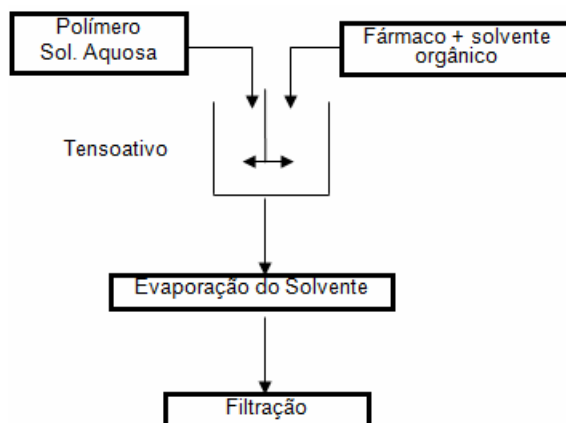 Polímero
Sol. Aquosa
Fármaco + solvente
orgânico
Tensoativo
Evaporação do Solvente
Filtração